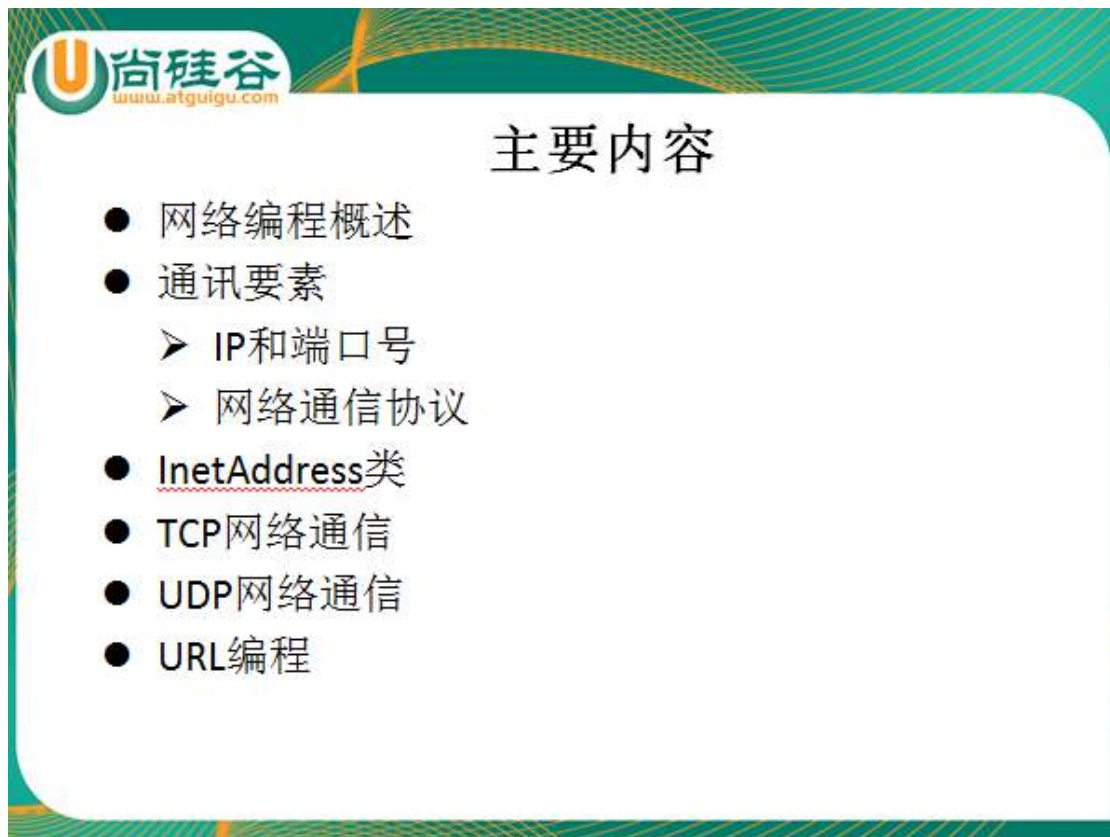 尚硅谷
www.atguigu.com
主要内容
● 网络编程概述
● 通讯要素
➢ IP和端口号
➢ 网络通信协议
● InetAddress类
● TCP网络通信
● UDP网络通信
● URL编程